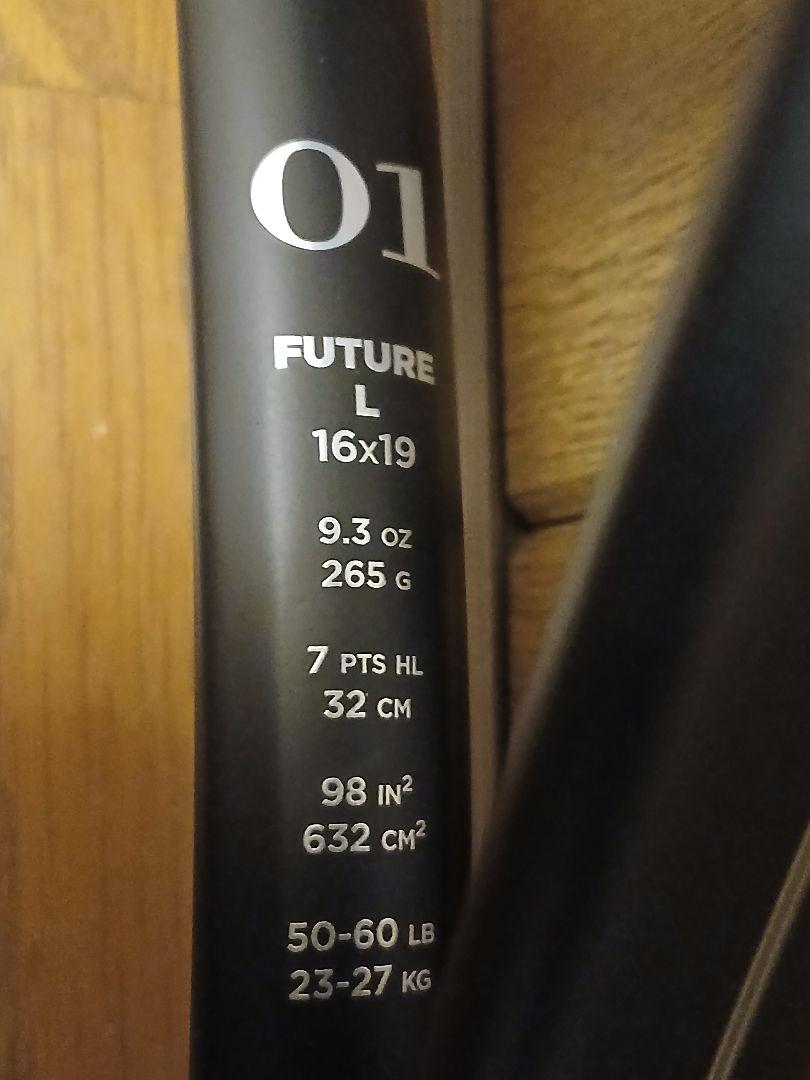 01
FUTURE
L
16x19
9.3 OZ
265 G
7 PTS HL
32 CM
98 IN²
632 CM²
50-60 LB
23-27 KG